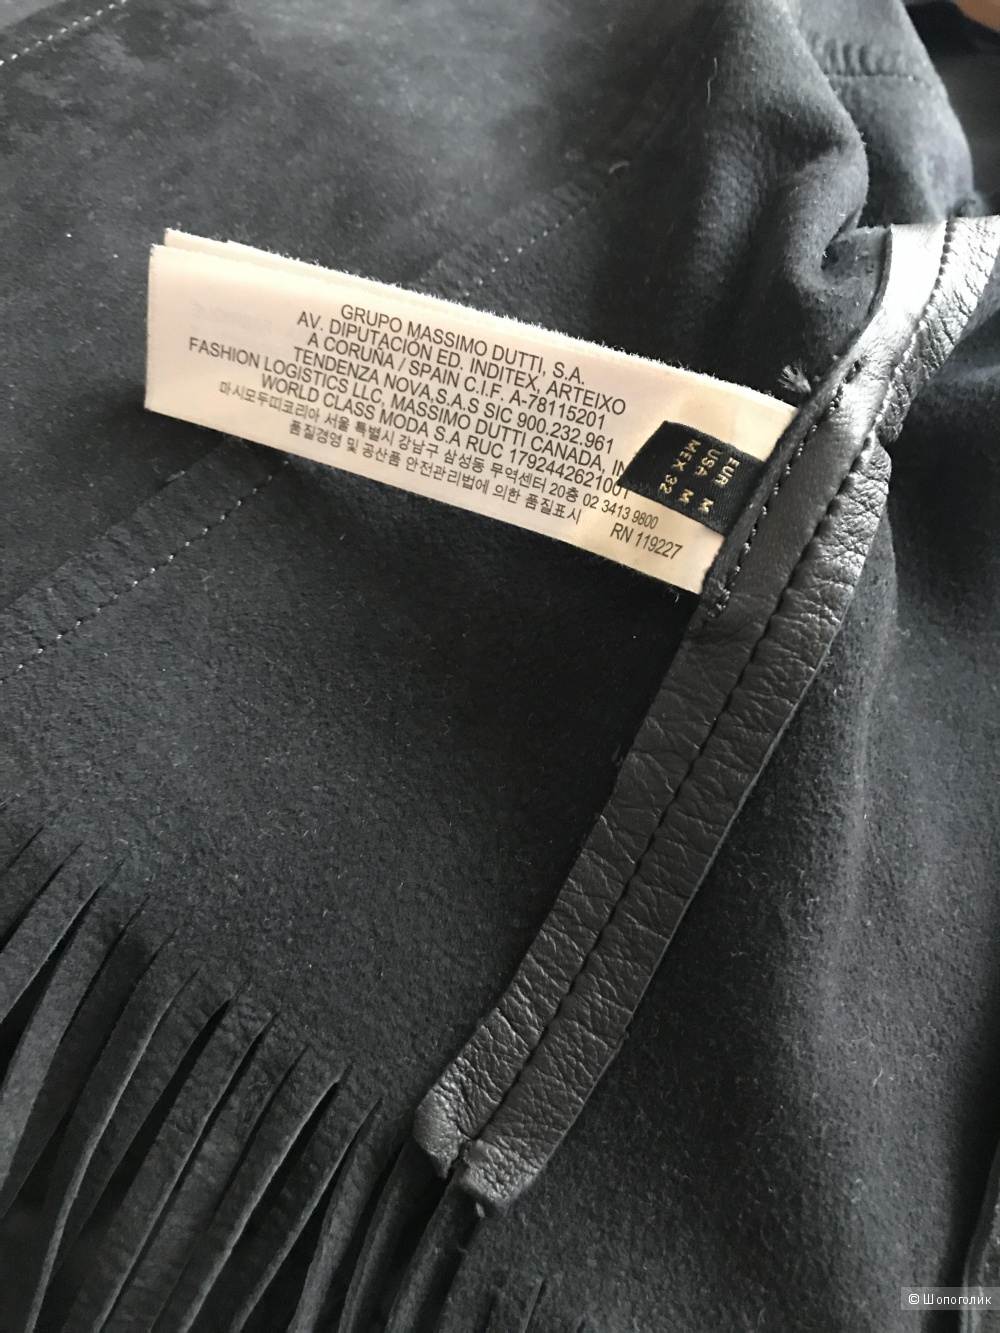 GRUPO MASSIMO DUTTI, S.A.
AV. DIPUTACIÓN ED. INDITEX, ARTEIXO
A CORUÑA / SPAIN C.I.F. A-78115201
TENDENZA NOVA,S.A.S SIC 900.232.961
FASHION LOGISTICS LLC, MASSIMO DUTTI CANADA,
WORLD CLASS MODA S.A RUC 1792442621001
마시모두띠코리아 서울 특별시 강남구 삼성동 무역센터 20층 02 3413 9800
품질경영 및 공산품 안전관리법에 의한 품질표시
RN 119227
EUR M
USA M
MEX 32
© Шопоголик